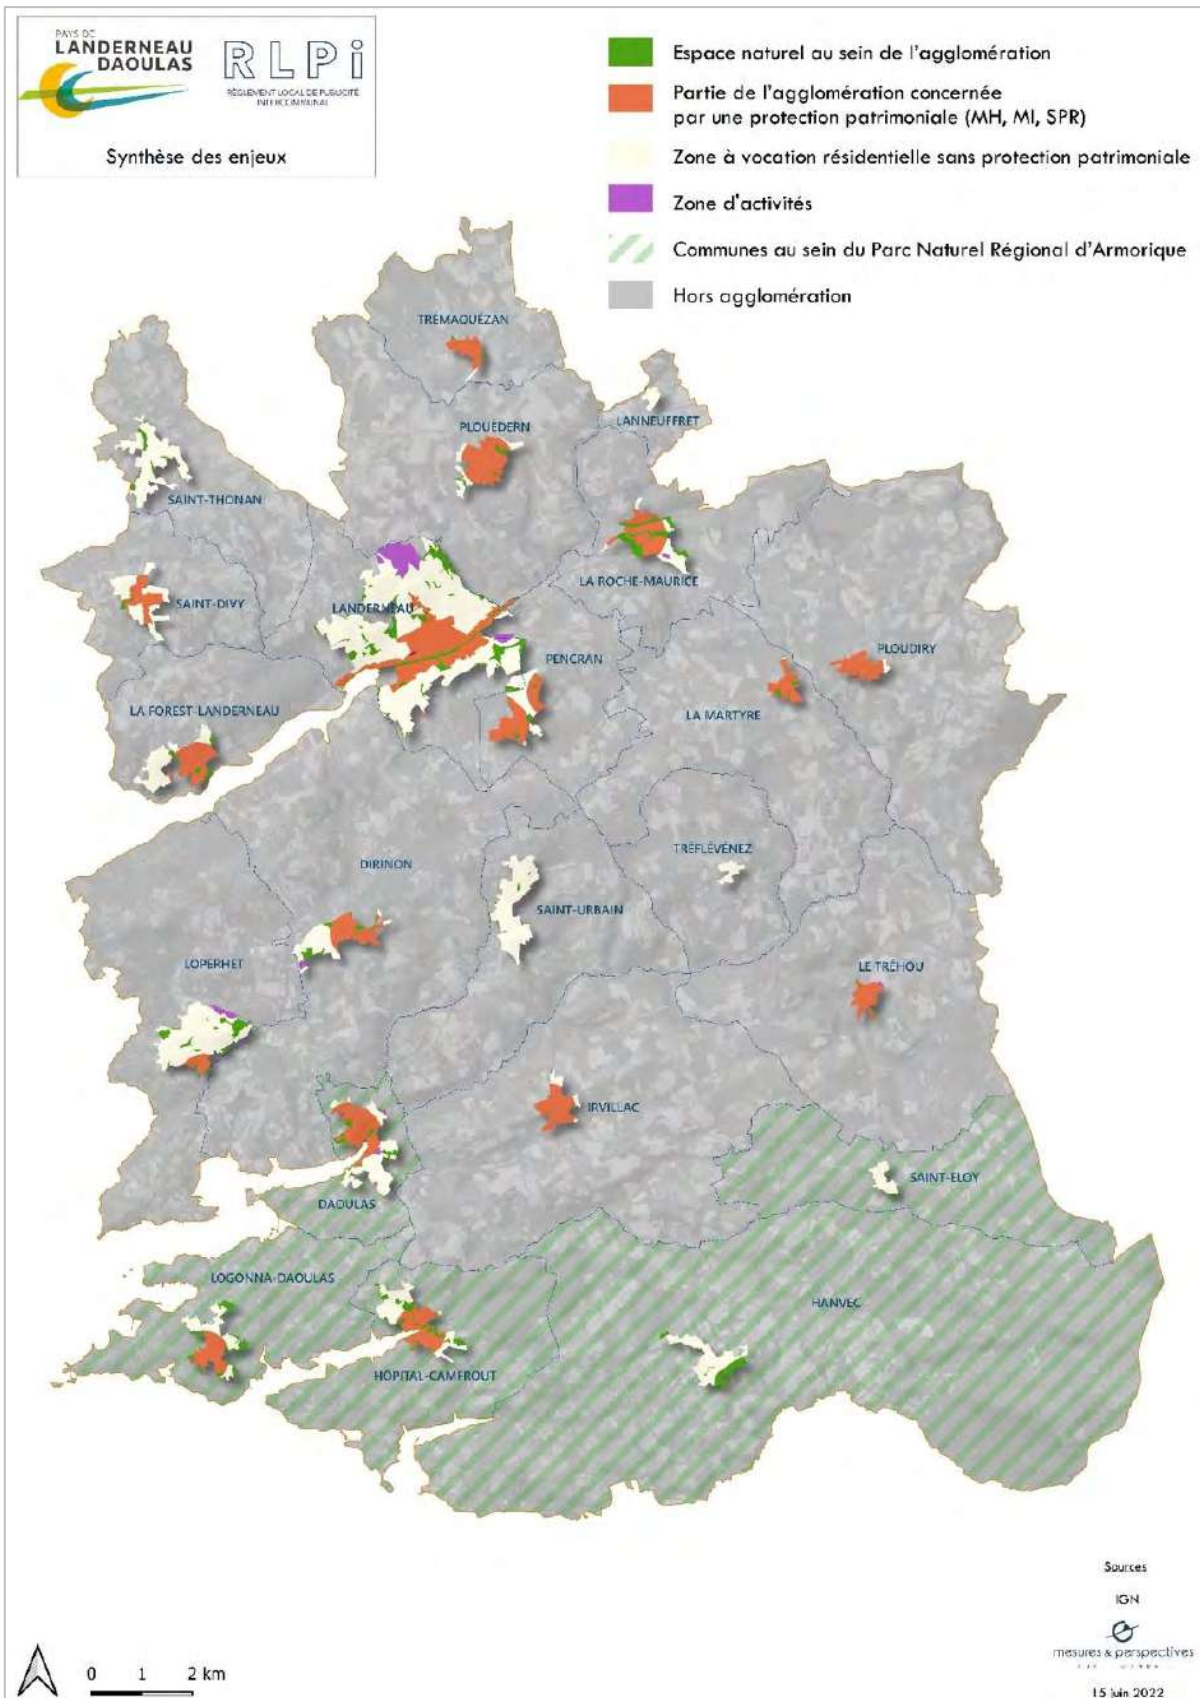 PAYS DE
LANDERNEAU
DAOULAS
RLPi
RÈGLEMENT LOCAL DE PUBLICITÉ
INTERCOMMUNAL
Synthèse des enjeux
Espace naturel au sein de l'agglomération
Partie de l'agglomération concernée
par une protection patrimoniale (MH, MI, SPR)
Zone à vocation résidentielle sans protection patrimoniale
Zone d'activités
Communes au sein du Parc Naturel Régional d'Armorique
Hors agglomération
TRÉMAOUÉZAN
LANNEUFFRET
PLOUÉDERN
SAINT-THONAN
LA ROCHE-MAURICE
SAINT-DIVY
LANDERNEAU
PLOUDIRY
PENCRAN
LA FOREST-LANDERNEAU
LA MARTYRE
TRÉFLÉVÉNEZ
DIRINON
SAINT-URBAIN
LOPERHET
LE TRÉHOU
IRVILLAC
SAINT-ELOY
DAOULAS
LOGONNA-DAOULAS
HANVEC
HÔPITAL-CAMFROUT
Sources
IGN
mesures & perspectives
0 1 2 km
15 juin 2022